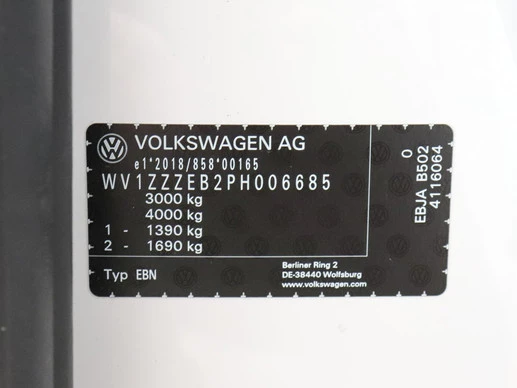 VOLKSWAGEN AG
e1*2018/858*00165
WV1ZZZEB2PH006685
3000 kg
4000 kg
1 - 1390 kg
2 - 1690 kg
Typ EBN
Berliner Ring 2
DE-38440 Wolfsburg
www.volkswagen.com
0
EBJA B502
4116064